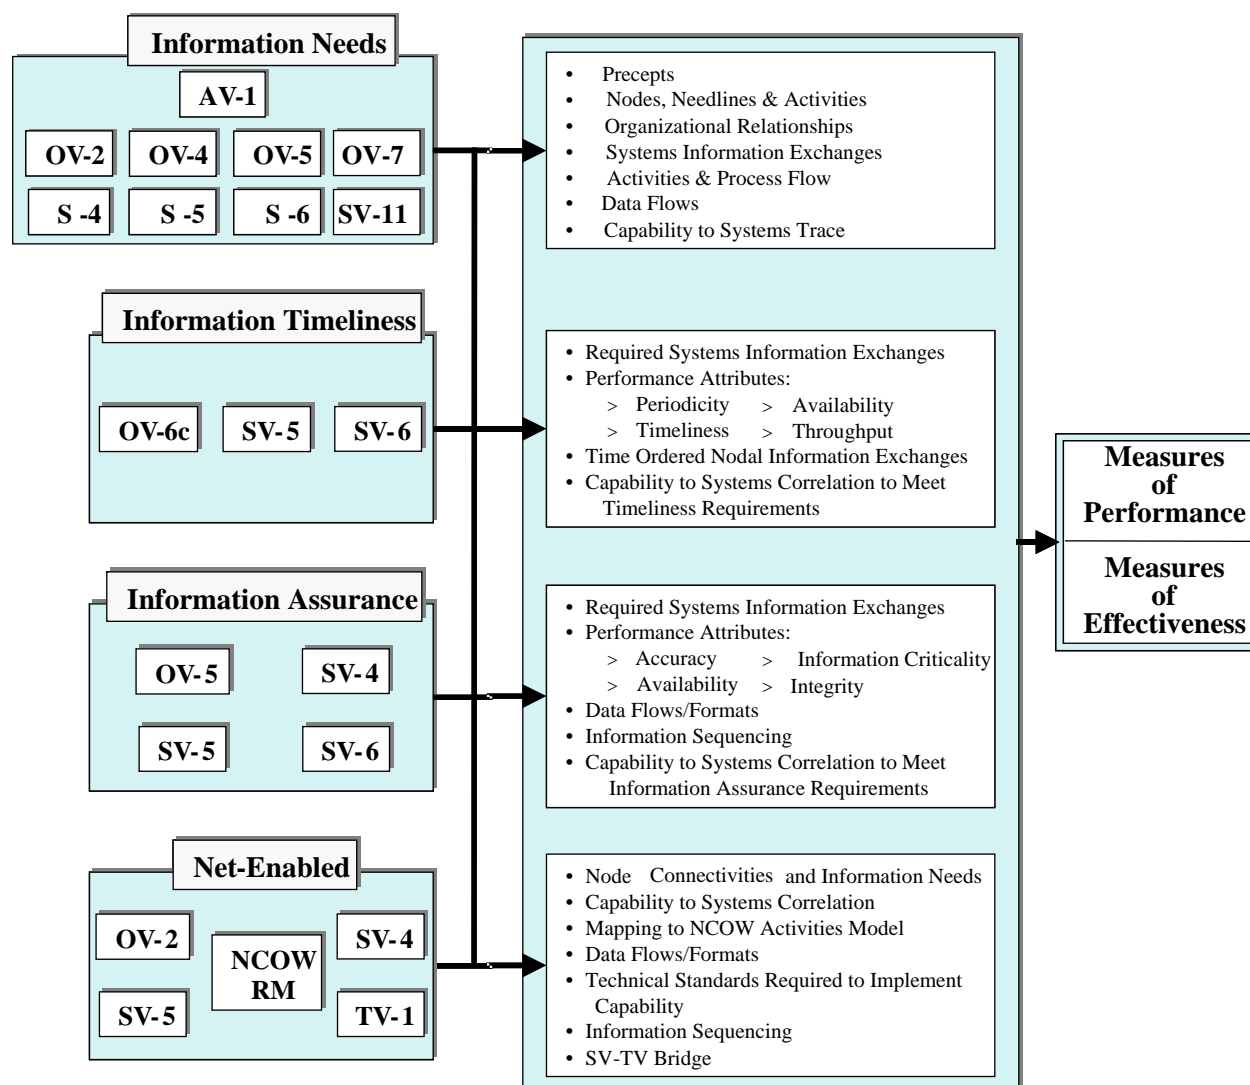 Information Needs
AV-1
OV-2 OV-4 OV-5 OV-7
S -4 S -5 S -6 SV-11
• Precepts
• Nodes, Needlines & Activities
• Organizational Relationships
• Systems Information Exchanges
• Activities & Process Flow
• Data Flows
• Capability to Systems Trace
Information Timeliness
OV-6c SV-5 SV-6
• Required Systems Information Exchanges
• Performance Attributes:
> Periodicity > Availability
> Timeliness > Throughput
• Time Ordered Nodal Information Exchanges
• Capability to Systems Correlation to Meet
Timeliness Requirements
Information Assurance
OV-5 SV-4
SV-5 SV-6
• Required Systems Information Exchanges
• Performance Attributes:
> Accuracy > Information Criticality
> Availability > Integrity
• Data Flows/Formats
• Information Sequencing
• Capability to Systems Correlation to Meet
Information Assurance Requirements
Net-Enabled
OV-2 SV-4
NCOW
RM
SV-5 TV-1
• Node Connectivities and Information Needs
• Capability to Systems Correlation
• Mapping to NCOW Activities Model
• Data Flows/Formats
• Technical Standards Required to Implement
Capability
• Information Sequencing
• SV-TV Bridge
Measures
of
Performance
Measures
of
Effectiveness